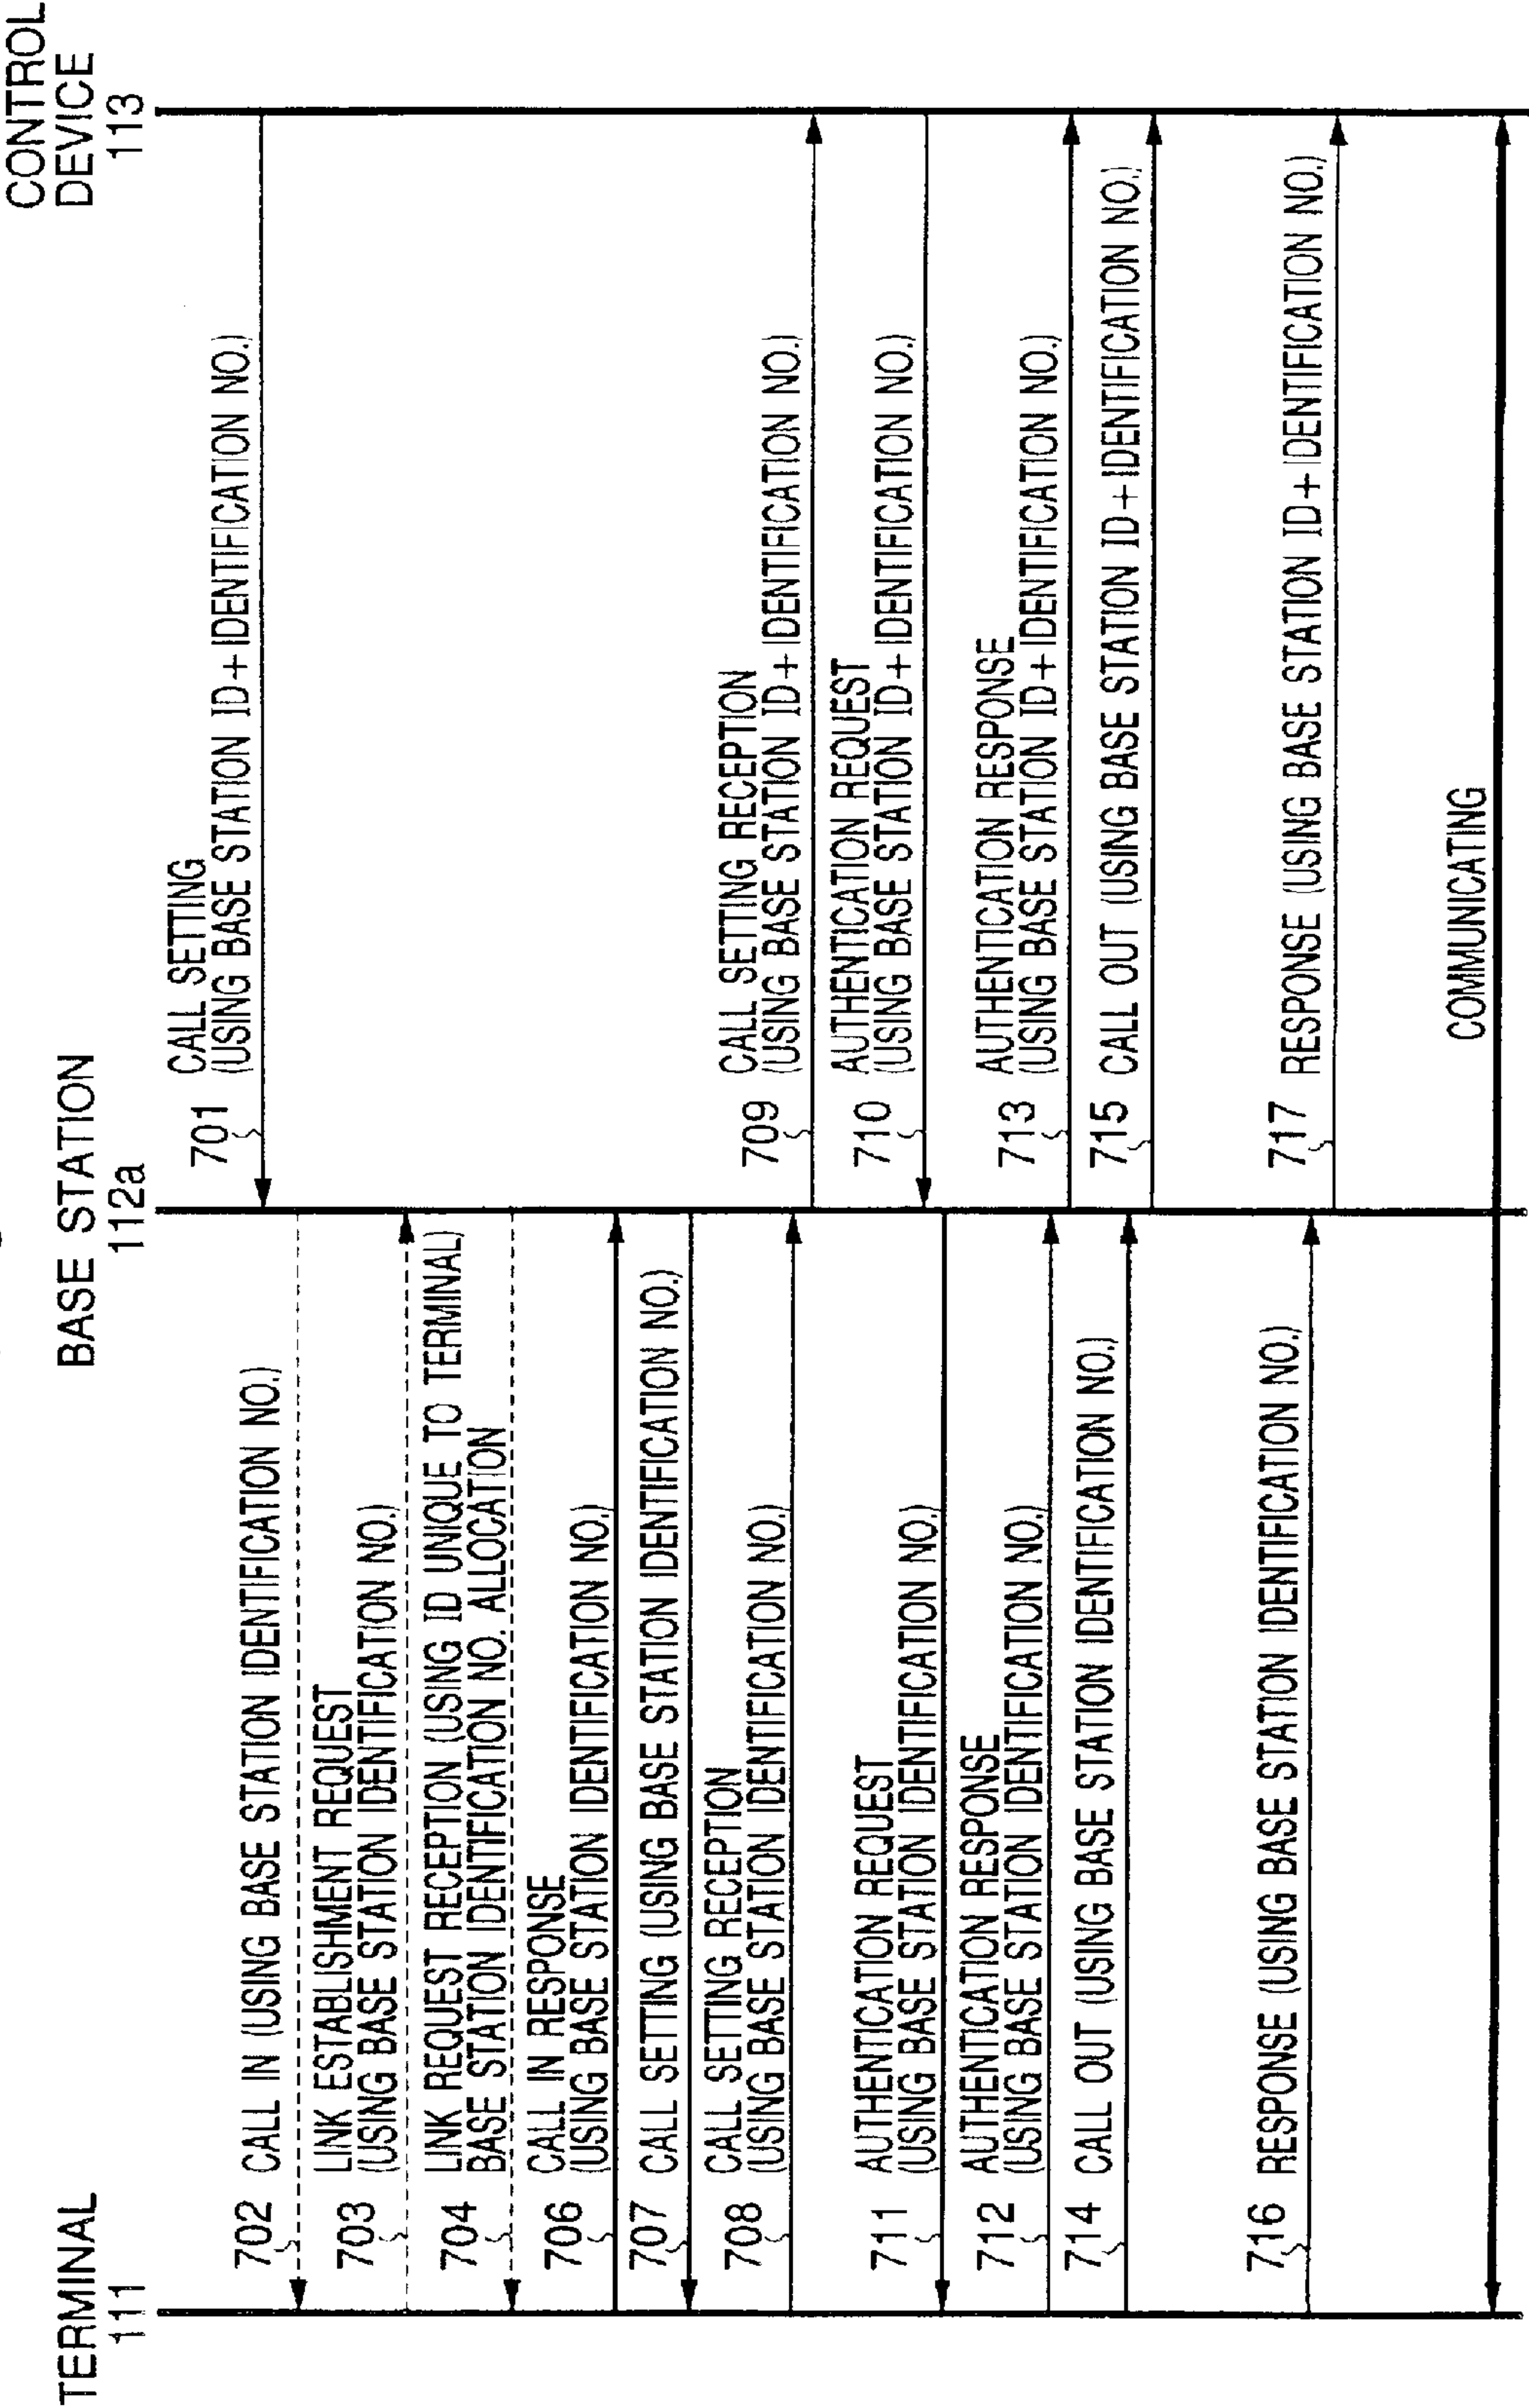 TERMINAL
111
BASE STATION
112a
CONTROL
DEVICE
113
701
CALL SETTING
(USING BASE STATION ID+IDENTIFICATION NO.)
702
CALL IN (USING BASE STATION IDENTIFICATION NO.)
703
LINK ESTABLISHMENT REQUEST
(USING BASE STATION IDENTIFICATION NO.)
704
LINK REQUEST RECEPTION (USING ID UNIQUE TO TERMINAL)
BASE STATION IDENTIFICATION NO. ALLOCATION
706
CALL IN RESPONSE
(USING BASE STATION IDENTIFICATION NO.)
707
CALL SETTING (USING BASE STATION IDENTIFICATION NO.)
708
CALL SETTING RECEPTION
(USING BASE STATION IDENTIFICATION NO.)
709
CALL SETTING RECEPTION
(USING BASE STATION ID+IDENTIFICATION NO.)
710
AUTHENTICATION REQUEST
(USING BASE STATION ID+IDENTIFICATION NO.)
711
AUTHENTICATION REQUEST
(USING BASE STATION IDENTIFICATION NO.)
712
AUTHENTICATION RESPONSE
(USING BASE STATION IDENTIFICATION NO.)
713
AUTHENTICATION RESPONSE
(USING BASE STATION ID+IDENTIFICATION NO.)
714
CALL OUT (USING BASE STATION IDENTIFICATION NO.)
715
CALL OUT (USING BASE STATION ID+IDENTIFICATION NO.)
716
RESPONSE (USING BASE STATION IDENTIFICATION NO.)
717
RESPONSE (USING BASE STATION ID+IDENTIFICATION NO.)
COMMUNICATING